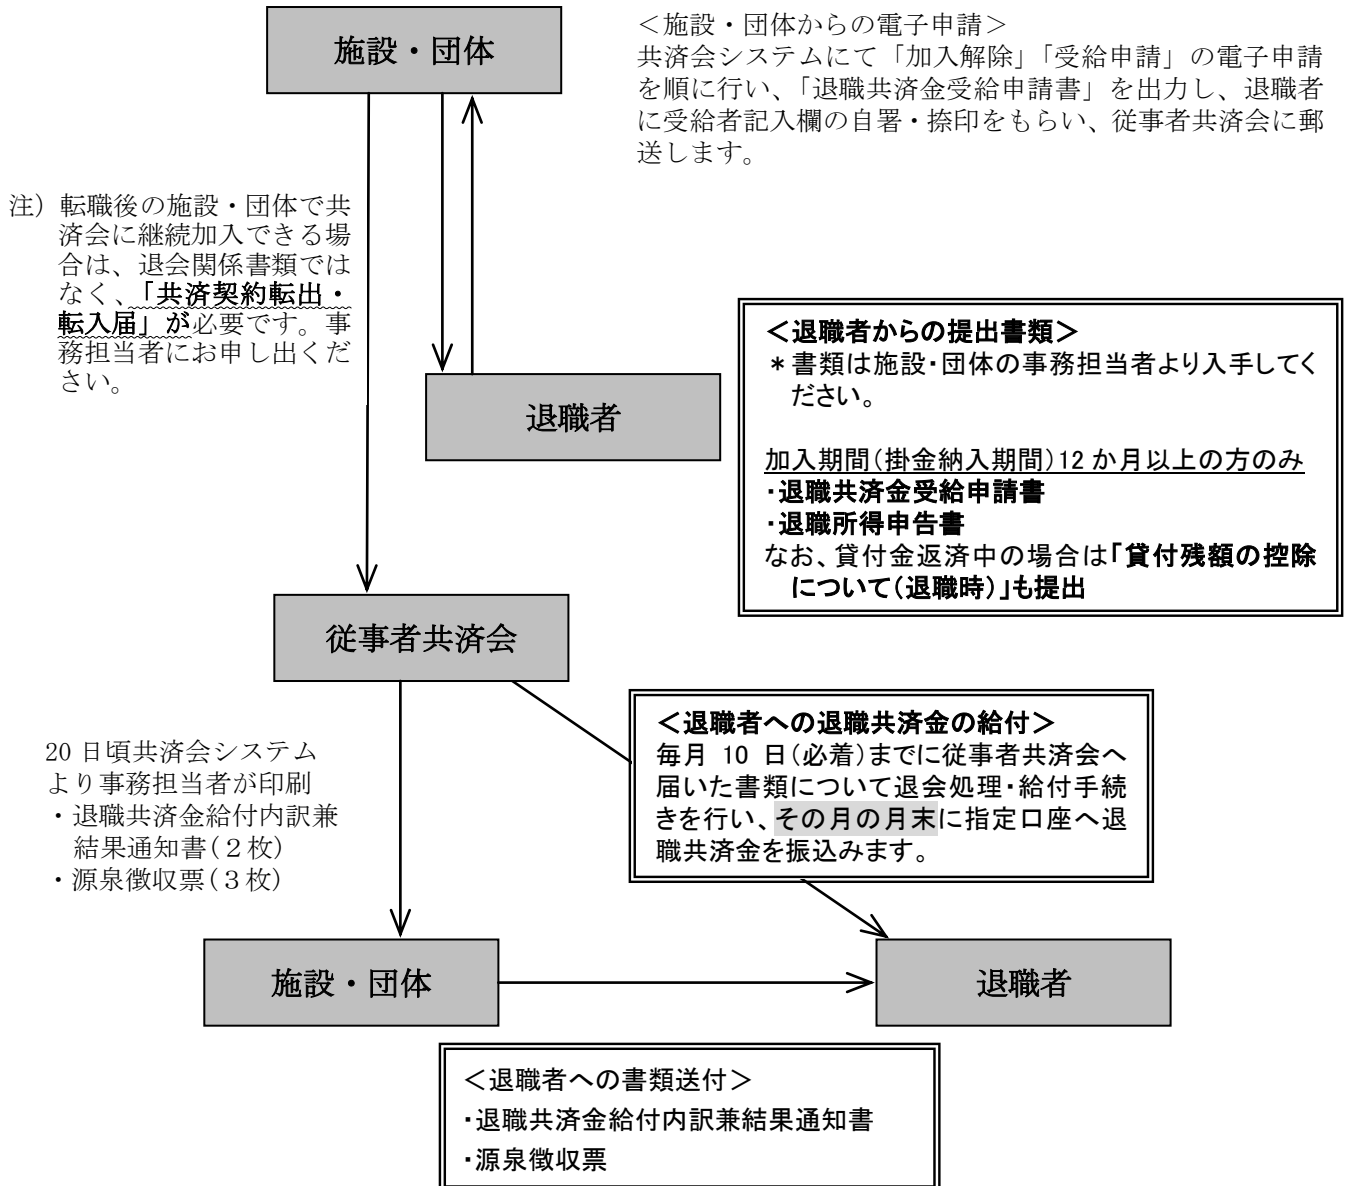 施設・団体
＜施設・団体からの電子申請＞
共済会システムにて「加入解除」「受給申請」の電子申請
を順に行い、「退職共済金受給申請書」を出力し、退職者
に受給者記入欄の自署・捺印をもらい、従事者共済会に郵
送します。
注）転職後の施設・団体で共
済会に継続加入できる場
合は、退会関係書類では
なく、「共済契約転出・
転入届」が必要です。事
務担当者にお申し出くだ
さい。
退職者
＜退職者からの提出書類＞
＊書類は施設・団体の事務担当者より入手してく
ださい。
加入期間（掛金納入期間）12 か月以上の方のみ
・退職共済金受給申請書
・退職所得申告書
なお、貸付金返済中の場合は「貸付残額の控除
について（退職時）」も提出
従事者共済会
20 日頃共済会システム
より事務担当者が印刷
・退職共済金給付内訳兼
結果通知書（２枚）
・源泉徴収票（３枚）
＜退職者への退職共済金の給付＞
毎月 10 日（必着）までに従事者共済会へ
届いた書類について退会処理・給付手続
きを行い、その月の月末に指定口座へ退
職共済金を振込みます。
施設・団体
退職者
＜退職者への書類送付＞
・退職共済金給付内訳兼結果通知書
・源泉徴収票